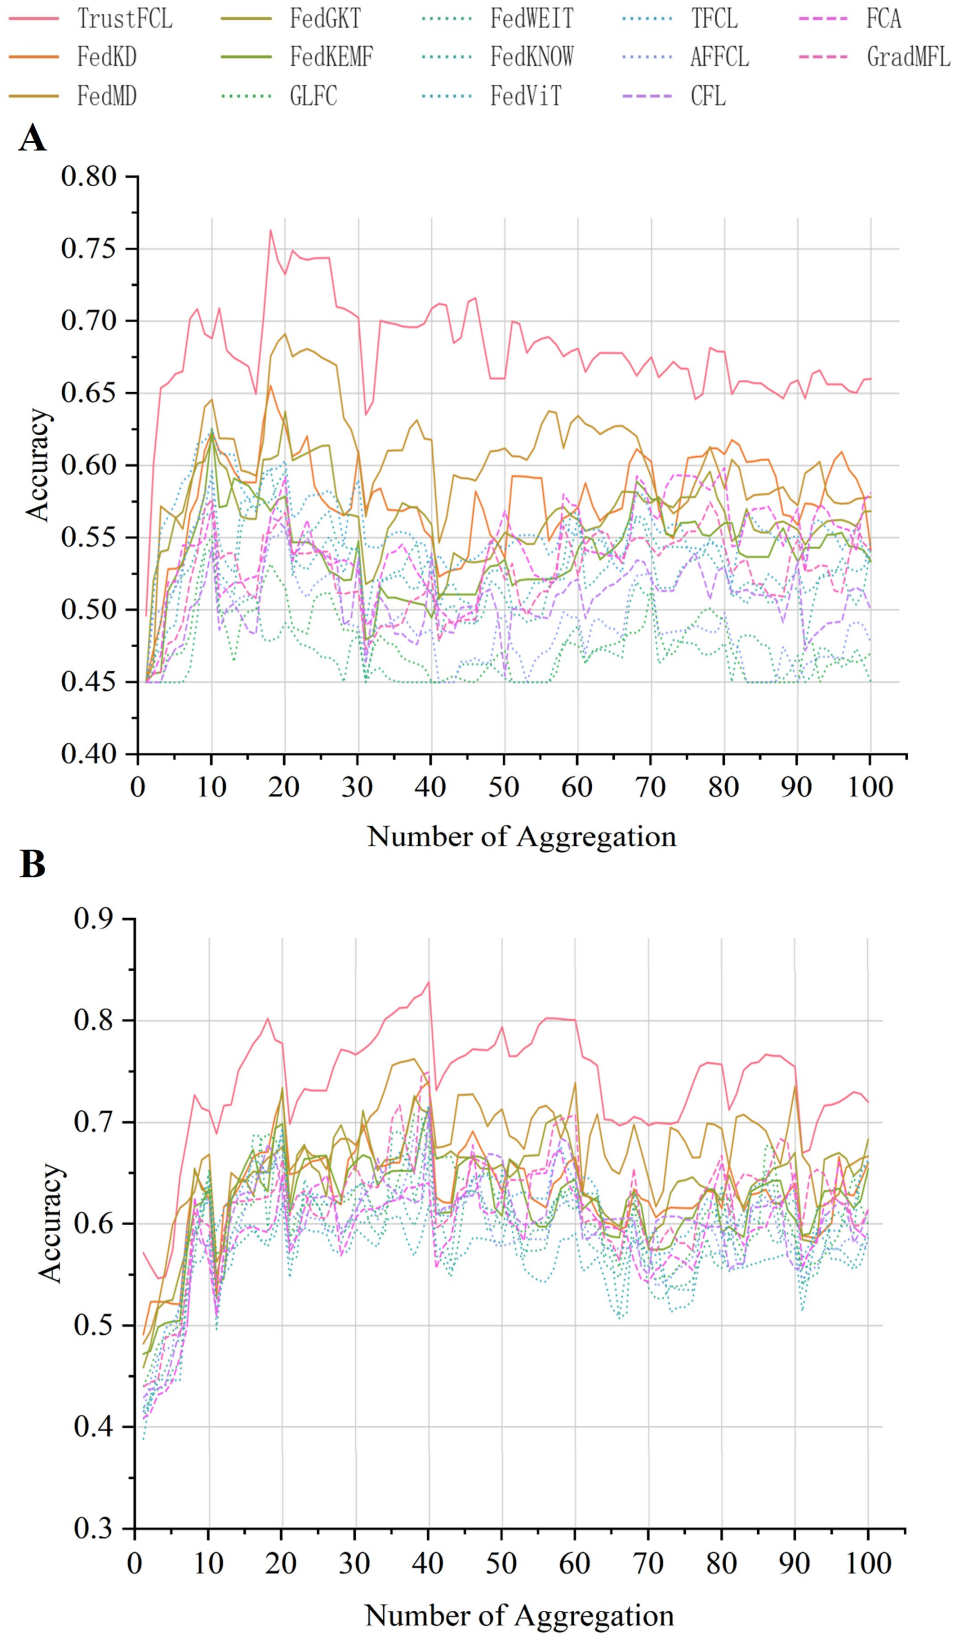 TrustFCL FedGKT FedWEIT TFCL FCA
FedKD FedKEMF FedKNOW AFFCL GradMFL
FedMD GLFC FedViT CFL
A
0.80
0.75
0.70
0.65
0.60
0.55
0.50
0.45
0.40
Accuracy
0 10 20 30 40 50 60 70 80 90 100
Number of Aggregation
B
0.9
0.8
0.7
0.6
0.5
0.4
0.3
Accuracy
0 10 20 30 40 50 60 70 80 90 100
Number of Aggregation